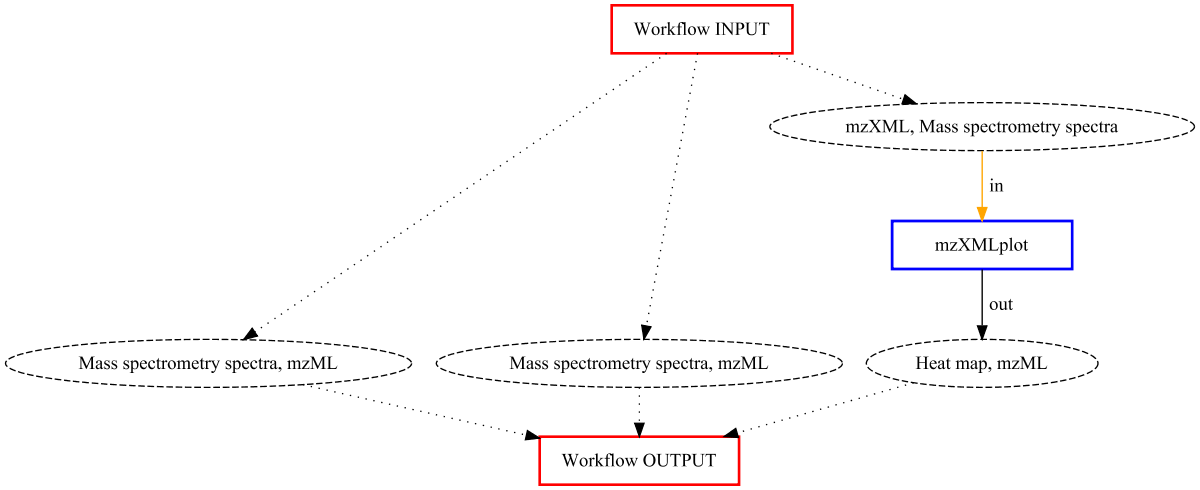 Workflow INPUT
mzXML, Mass spectrometry spectra
in
mzXMLplot
out
Mass spectrometry spectra, mzML
Mass spectrometry spectra, mzML
Heat map, mzML
Workflow OUTPUT